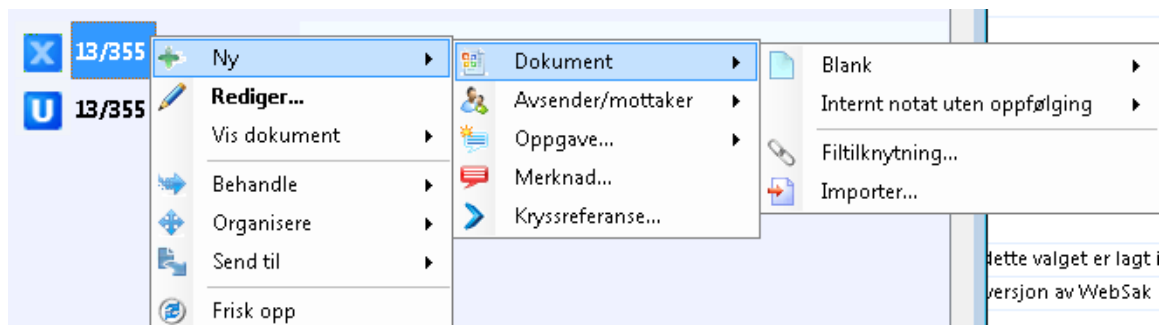 X 13/355
U 13/355
Ny
Rediger...
Vis dokument
Behandle
Organisere
Send til
Frisk opp
Dokument
Avsender/mottaker
Oppgave...
Merknad...
Kryssreferanse...
Blank
Internt notat uten oppfølging
Filtilknytning...
Importer...
dette valget er lagt i
versjon av WebSak